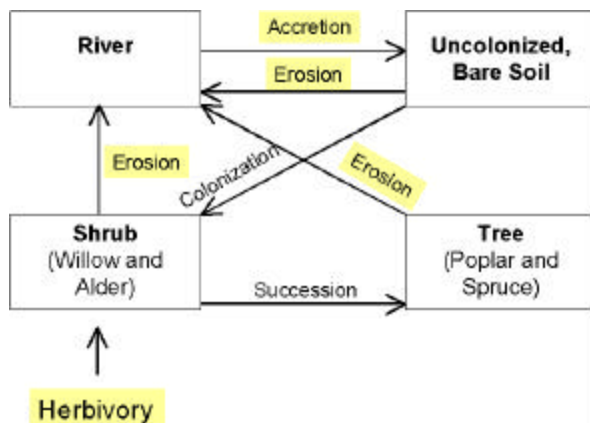 River
Accretion
Uncolonized,
Bare Soil
Erosion
Erosion
Colonization
Erosion
Shrub
(Willow and
Alder)
Tree
(Poplar and
Spruce)
Succession
Herbivory